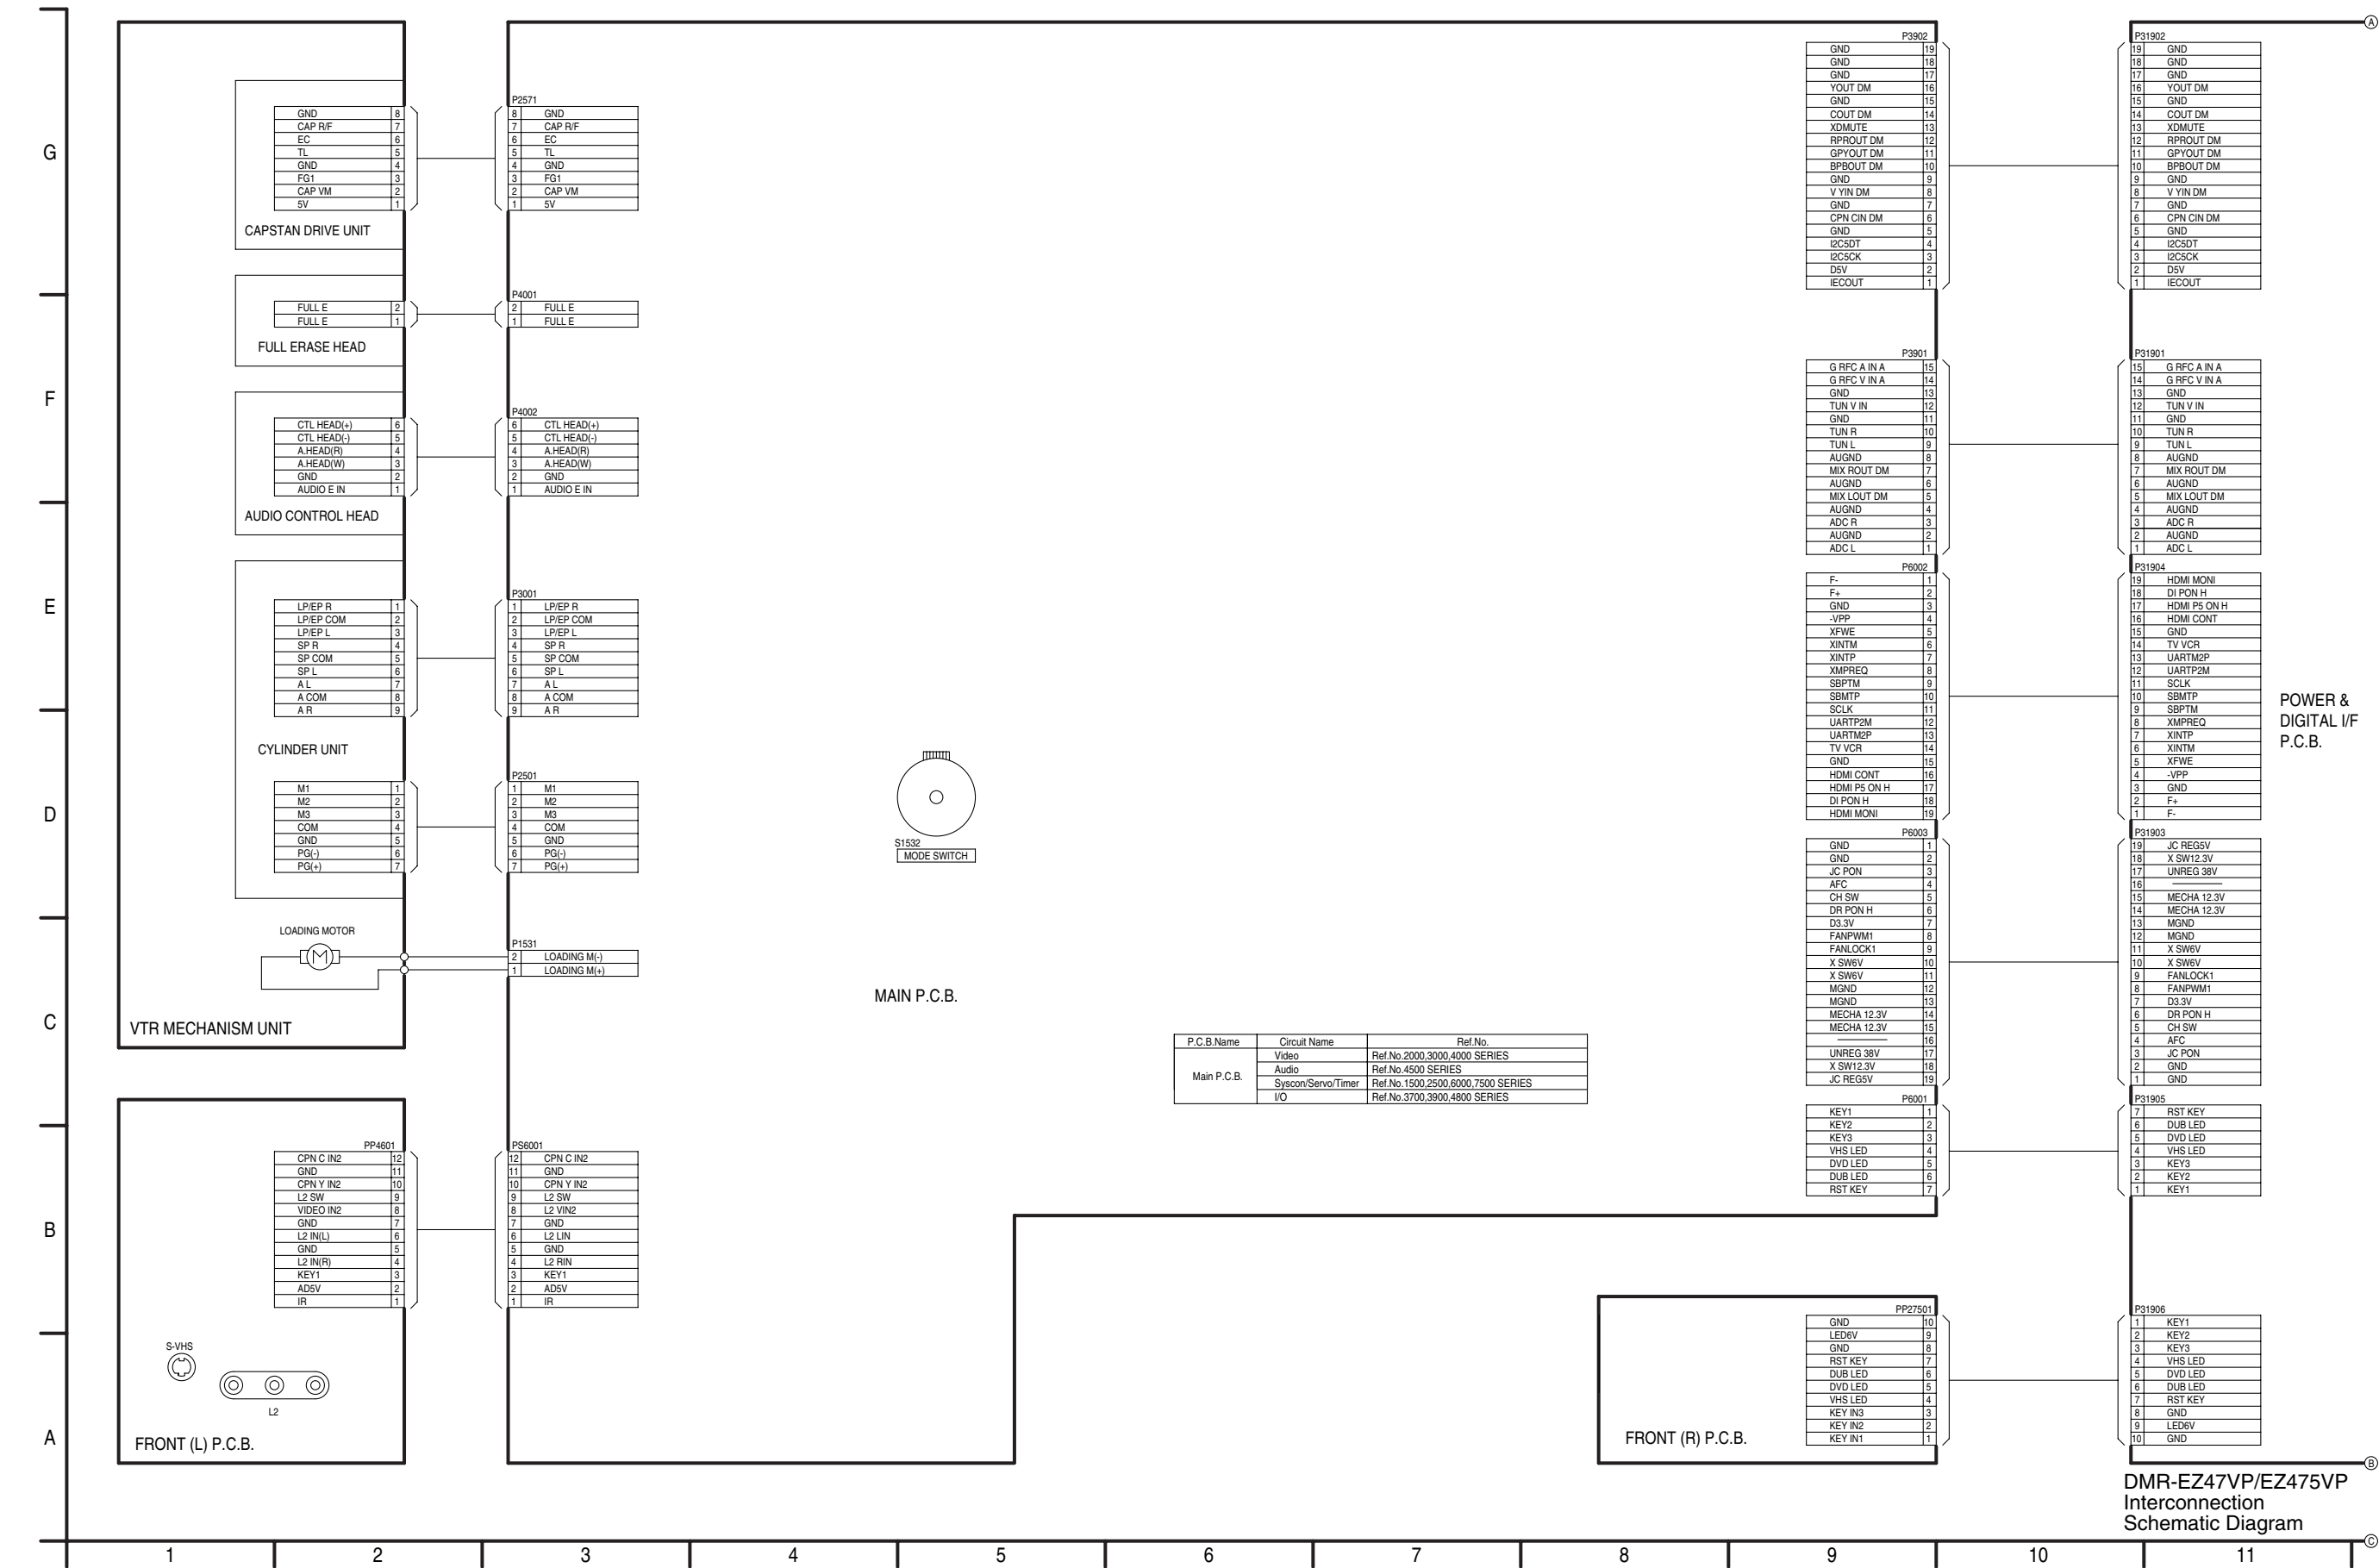 G
F
E
D
C
B
A
8 GND
7 CAP R/F
6 EC
5 TL
4 GND
3 FG1
2 CAP VM
1 5V
CAPSTAN DRIVE UNIT
FULL E 2
FULL E 1
FULL ERASE HEAD
CTL HEAD(+) 6
CTL HEAD(-) 5
A.HEAD(R) 4
A.HEAD(W) 3
GND 2
AUDIO E IN 1
AUDIO CONTROL HEAD
LP/EP R 1
LP/EP COM 2
LP/EP L 3
SP R 4
SP COM 5
SP L 6
A L 7
A COM 8
A R 9
CYLINDER UNIT
M1 1
M2 2
M3 3
COM 4
GND 5
PG(-) 6
PG(+) 7
LOADING MOTOR
M
VTR MECHANISM UNIT
P2571
8 GND
7 CAP R/F
6 EC
5 TL
4 GND
3 FG1
2 CAP VM
1 5V
P4001
2 FULL E
1 FULL E
P4002
6 CTL HEAD(+)
5 CTL HEAD(-)
4 A.HEAD(R)
3 A.HEAD(W)
2 GND
1 AUDIO E IN
P3001
1 LP/EP R
2 LP/EP COM
3 LP/EP L
4 SP R
5 SP COM
6 SP L
7 A L
8 A COM
9 A R
P2501
1 M1
2 M2
3 M3
4 COM
5 GND
6 PG(-)
7 PG(+)
P1531
2 LOADING M(-)
1 LOADING M(+)
PP4601
CPN C IN2 12
GND 11
CPN Y IN2 10
L2 SW 9
VIDEO IN2 8
GND 7
L2 IN(L) 6
GND 5
L2 IN(R) 4
KEY1 3
AD5V 2
IR 1
S-VHS
L2
FRONT (L) P.C.B.
PS6001
12 CPN C IN2
11 GND
10 CPN Y IN2
9 L2 SW
8 L2 VIN2
7 GND
6 L2 LIN
5 GND
4 L2 RIN
3 KEY1
2 AD5V
1 IR
S1532
MODE SWITCH
MAIN P.C.B.
P.C.B.Name Circuit Name Ref.No.
Main P.C.B.
Video Ref.No.2000,3000,4000 SERIES
Audio Ref.No.4500 SERIES
Syscon/Servo/Timer Ref.No.1500,2500,6000,7500 SERIES
I/O Ref.No.3700,3900,4800 SERIES
P3902
GND 19
GND 18
GND 17
YOUT DM 16
GND 15
COUT DM 14
XDMUTE 13
RPROUT DM 12
GPYOUT DM 11
BPBOUT DM 10
GND 9
V YIN DM 8
GND 7
CPN CIN DM 6
GND 5
I2C5DT 4
I2C5CK 3
D5V 2
IECOUT 1
P3901
G RFC A IN A 15
G RFC V IN A 14
GND 13
TUN V IN 12
GND 11
TUN R 10
TUN L 9
AUGND 8
MIX ROUT DM 7
AUGND 6
MIX LOUT DM 5
AUGND 4
ADC R 3
AUGND 2
ADC L 1
P6002
F- 1
F+ 2
GND 3
-VPP 4
XFWE 5
XINTM 6
XINTP 7
XMPREQ 8
SBPTM 9
SBMTP 10
SCLK 11
UARTP2M 12
UARTM2P 13
TV VCR 14
GND 15
HDMI CONT 16
HDMI P5 ON H 17
DI PON H 18
HDMI MONI 19
P6003
GND 1
GND 2
JC PON 3
AFC 4
CH SW 5
DR PON H 6
D3.3V 7
FANPWM1 8
FANLOCK1 9
X SW6V 10
X SW6V 11
MGND 12
MGND 13
MECHA 12.3V 14
MECHA 12.3V 15
16
UNREG 38V 17
X SW12.3V 18
JC REG5V 19
P6001
KEY1 1
KEY2 2
KEY3 3
VHS LED 4
DVD LED 5
DUB LED 6
RST KEY 7
PP27501
GND 10
LED6V 9
GND 8
RST KEY 7
DUB LED 6
DVD LED 5
VHS LED 4
KEY IN3 3
KEY IN2 2
KEY IN1 1
FRONT (R) P.C.B.
P31902
19 GND
18 GND
17 GND
16 YOUT DM
15 GND
14 COUT DM
13 XDMUTE
12 RPROUT DM
11 GPYOUT DM
10 BPBOUT DM
9 GND
8 V YIN DM
7 GND
6 CPN CIN DM
5 GND
4 I2C5DT
3 I2C5CK
2 D5V
1 IECOUT
P31901
15 G RFC A IN A
14 G RFC V IN A
13 GND
12 TUN V IN
11 GND
10 TUN R
9 TUN L
8 AUGND
7 MIX ROUT DM
6 AUGND
5 MIX LOUT DM
4 AUGND
3 ADC R
2 AUGND
1 ADC L
P31904
19 HDMI MONI
18 DI PON H
17 HDMI P5 ON H
16 HDMI CONT
15 GND
14 TV VCR
13 UARTM2P
12 UARTP2M
11 SCLK
10 SBMTP
9 SBPTM
8 XMPREQ
7 XINTP
6 XINTM
5 XFWE
4 -VPP
3 GND
2 F+
1 F-
POWER &
DIGITAL I/F
P.C.B.
P31903
19 JC REG5V
18 X SW12.3V
17 UNREG 38V
16
15 MECHA 12.3V
14 MECHA 12.3V
13 MGND
12 MGND
11 X SW6V
10 X SW6V
9 FANLOCK1
8 FANPWM1
7 D3.3V
6 DR PON H
5 CH SW
4 AFC
3 JC PON
2 GND
1 GND
P31905
7 RST KEY
6 DUB LED
5 DVD LED
4 VHS LED
3 KEY3
2 KEY2
1 KEY1
P31906
1 KEY1
2 KEY2
3 KEY3
4 VHS LED
5 DVD LED
6 DUB LED
7 RST KEY
8 GND
9 LED6V
10 GND
A
B
C
DMR-EZ47VP/EZ475VP
Interconnection
Schematic Diagram
1 2 3 4 5 6 7 8 9 10 11